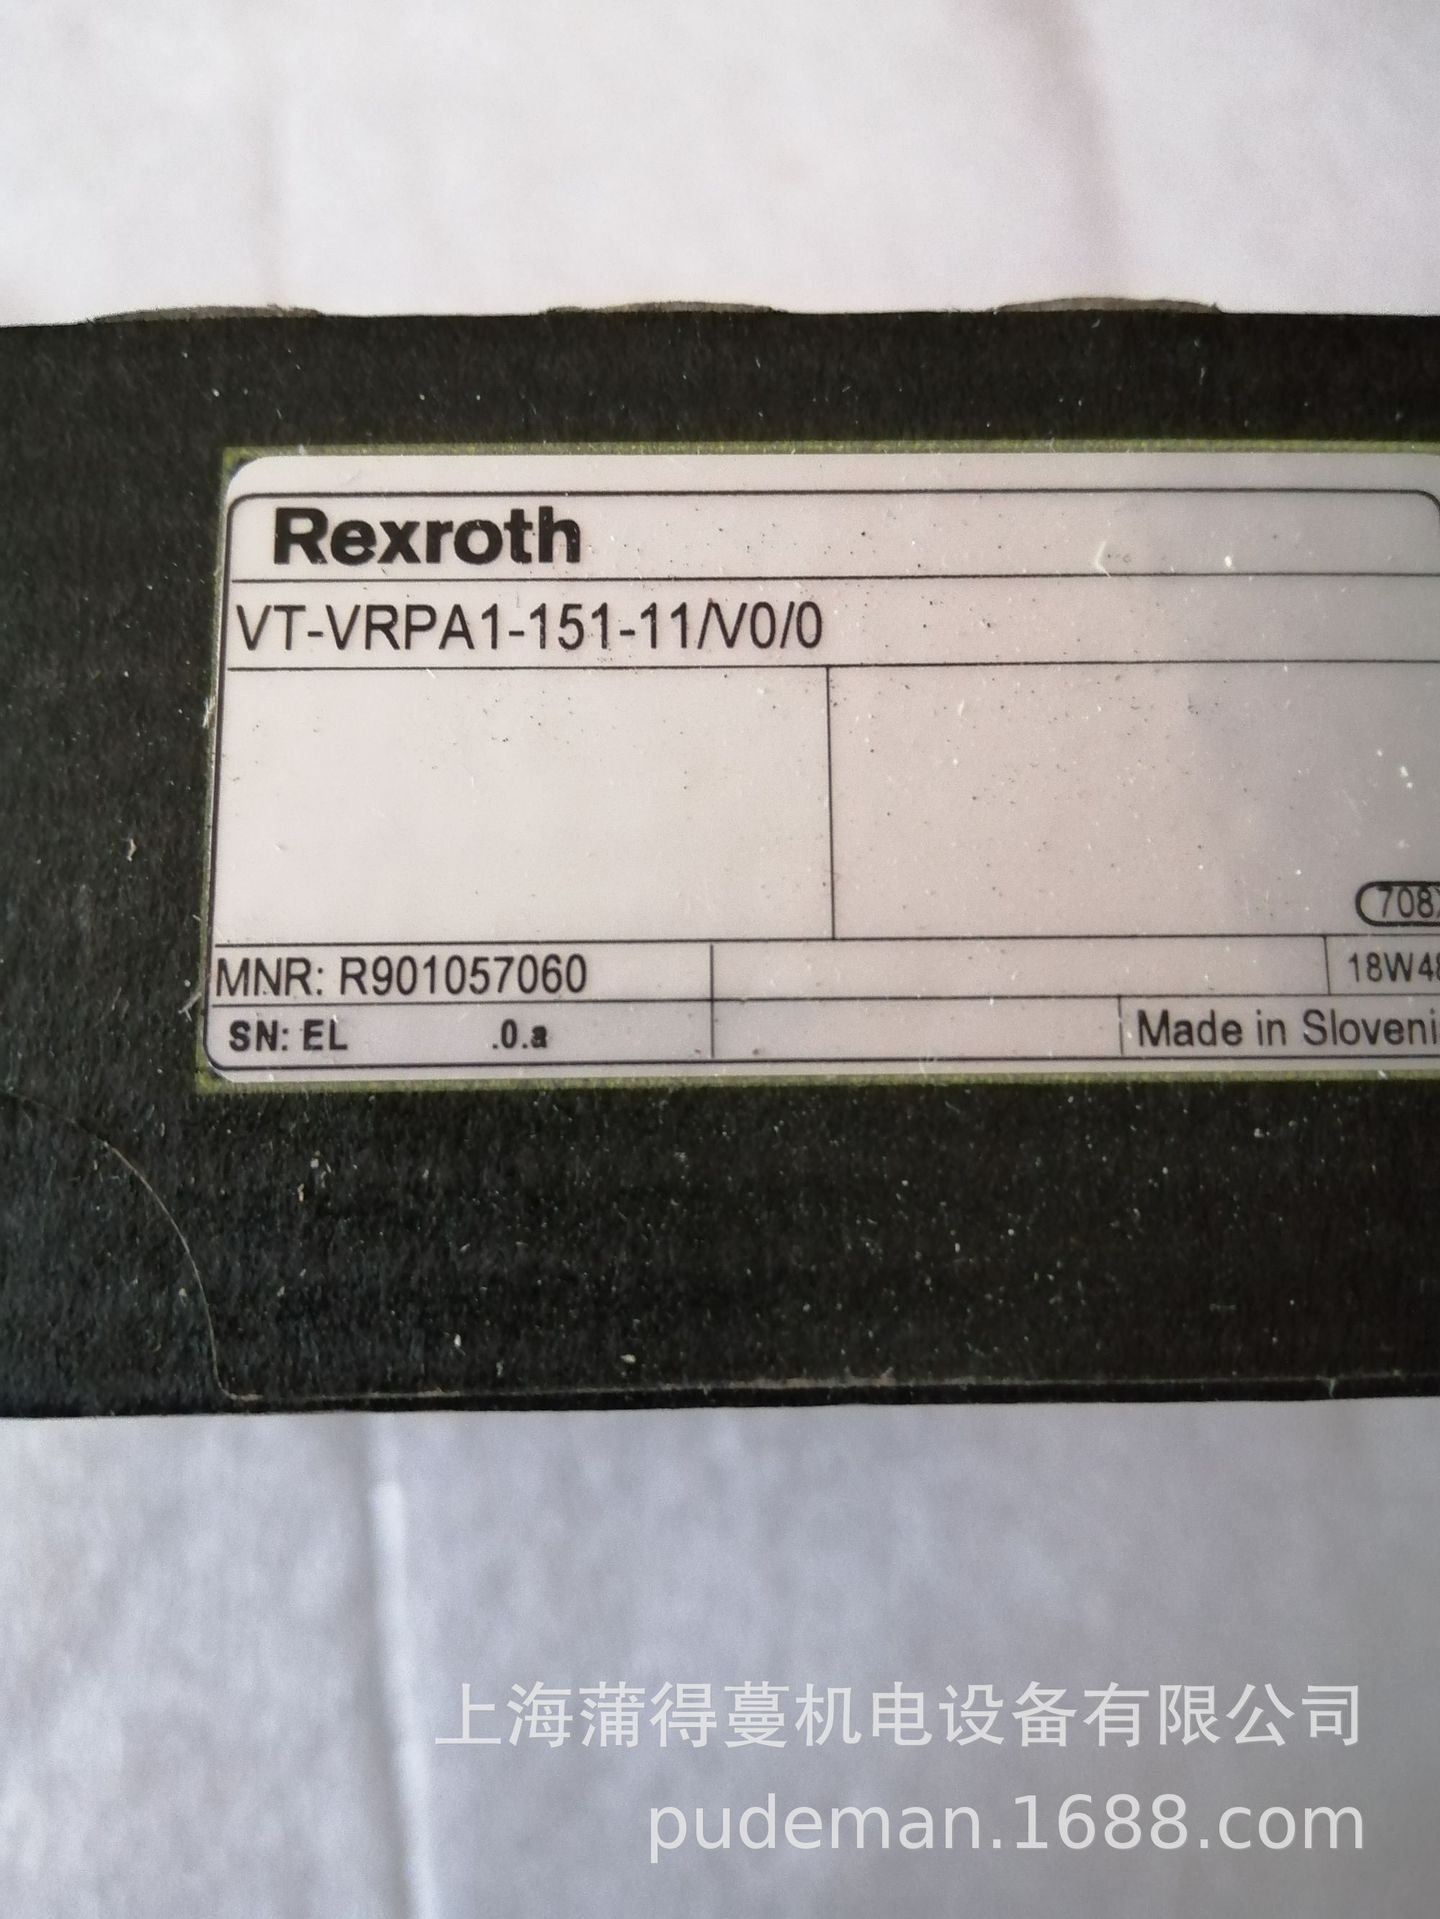 Rexroth
VT-VRPA1-151-11/V0/0
708
MNR: R901057060
18W48
SN: EL .0.a
Made in Sloveni
上海蒲得蔓机电设备有限公司
pudeman.1688.com